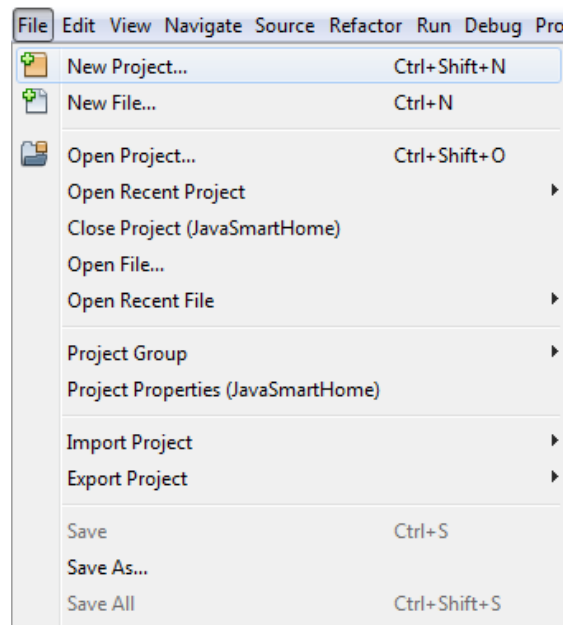 File Edit View Navigate Source Refactor Run Debug Pro
New Project... Ctrl+Shift+N
New File... Ctrl+N
Open Project... Ctrl+Shift+O
Open Recent Project
Close Project (JavaSmartHome)
Open File...
Open Recent File
Project Group
Project Properties (JavaSmartHome)
Import Project
Export Project
Save Ctrl+S
Save As...
Save All Ctrl+Shift+S